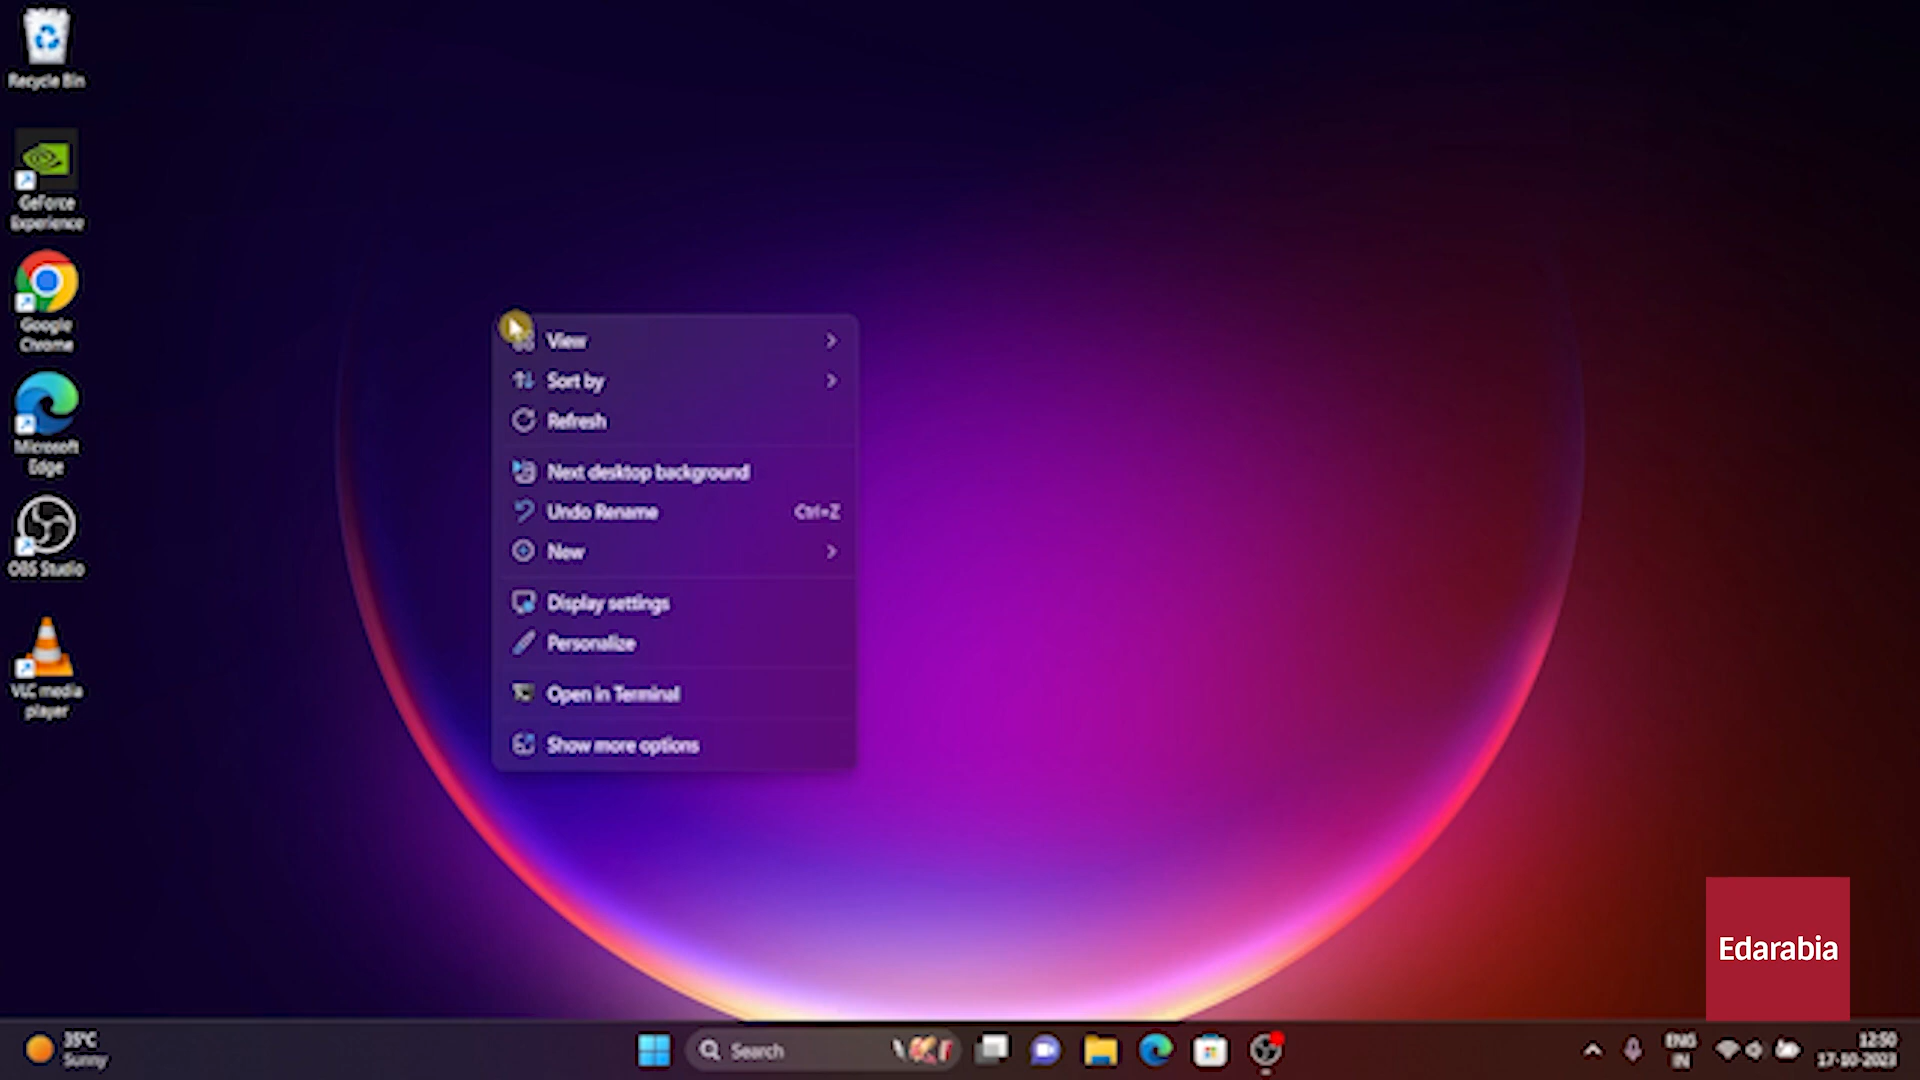 Recycle Bin
GeForce
Experience
Google
Chrome
Microsoft
Edge
OBS Studio
VLC media
player
View
Sort by
Refresh
Next desktop background
Undo Rename Ctrl+Z
New
Display settings
Personalize
Open in Terminal
Show more options
Edarabia
35°C
Sunny
Search
ENG
IN
12:50
17-10-2023